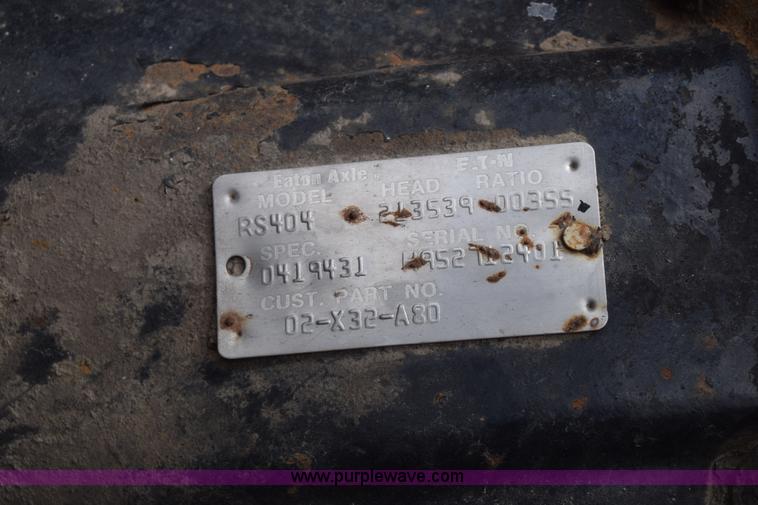 Eaton Axle E.T-N
MODEL HEAD RATIO
RS404 213539 00355
SPEC. SERIAL NO.
0419431
CUST. PART NO.
02-X32-A80
www.purplewave.com